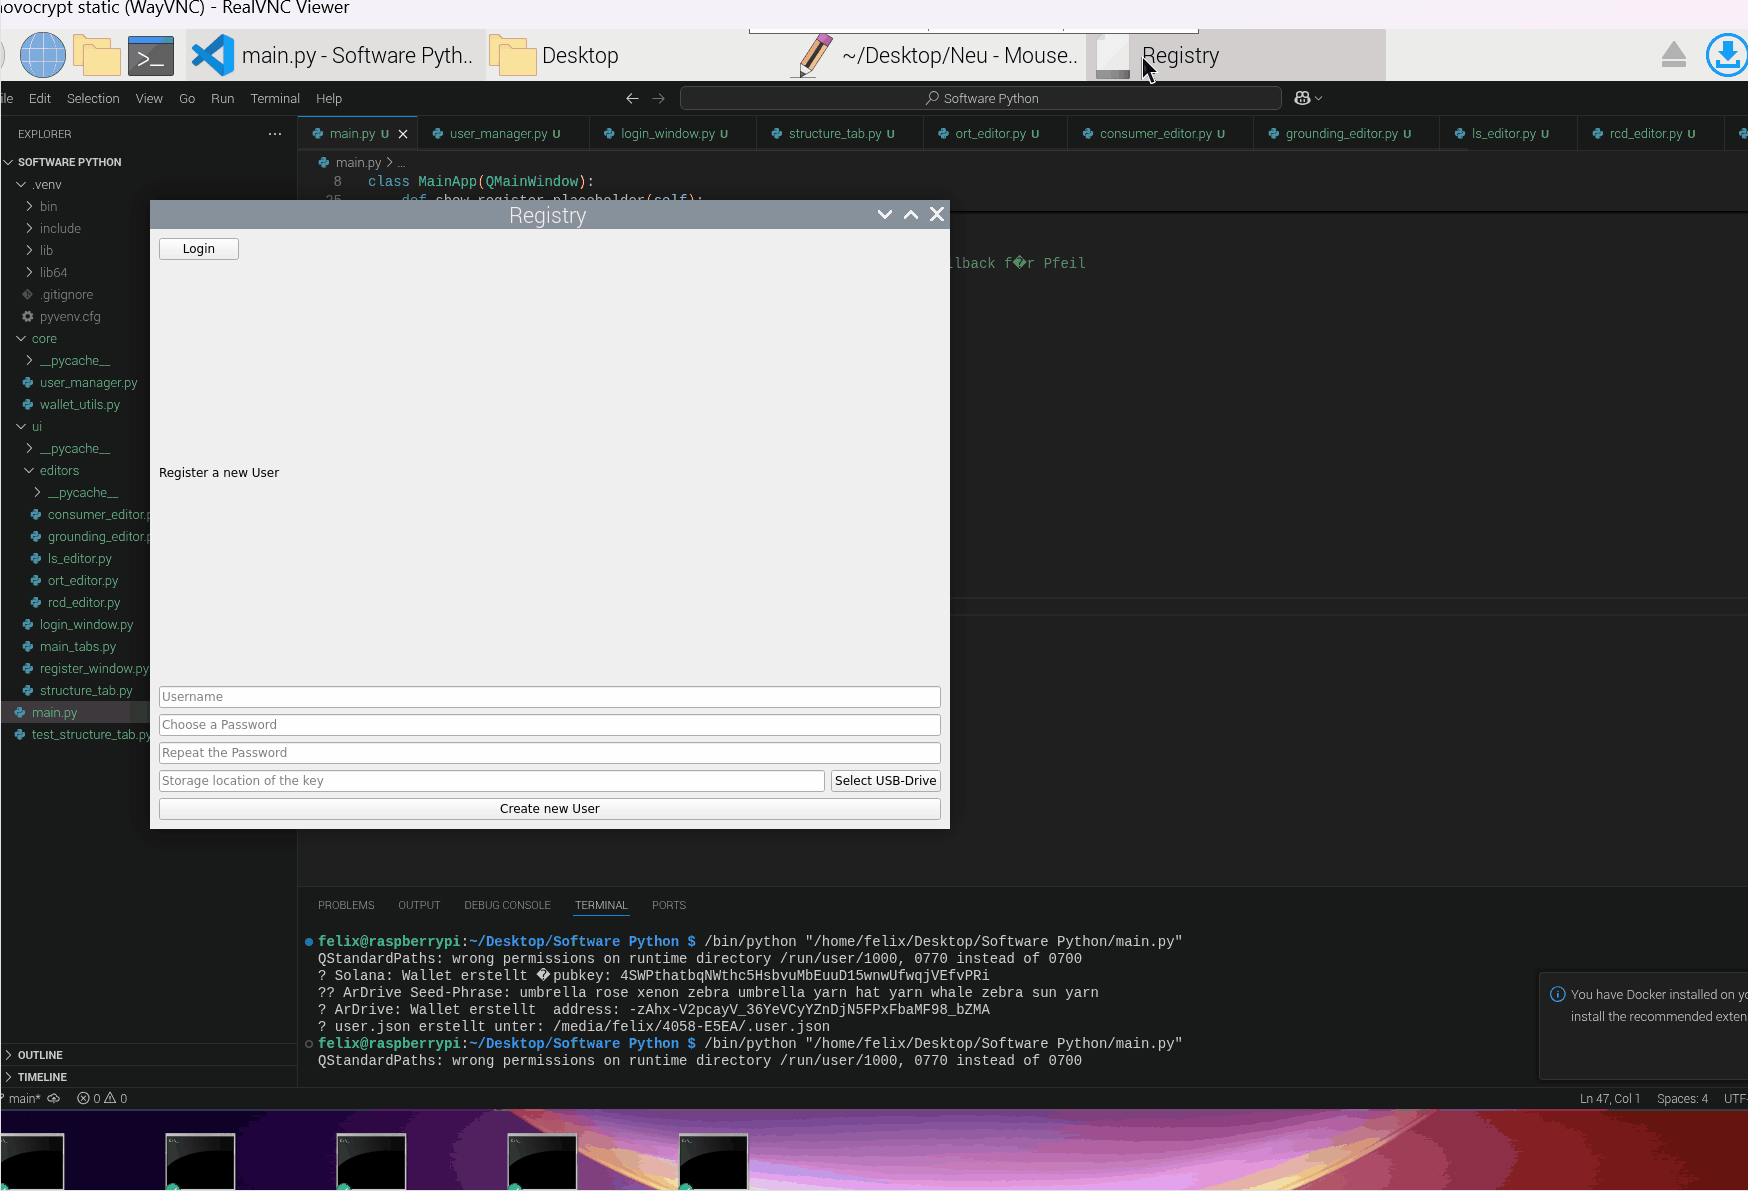 ovocrypt static (WayVNC) - RealVNC Viewer
main.py - Software Pyth..
Desktop
~/Desktop/Neu - Mouse..
Registry
ile Edit Selection View Go Run Terminal Help
Software Python
EXPLORER
main.py U
user_manager.py U
login_window.py U
structure_tab.py U
ort_editor.py U
consumer_editor.py U
grounding_editor.py U
ls_editor.py U
rcd_editor.py U
SOFTWARE PYTHON
main.py > ...
8 class MainApp(QMainWindow):
25 def show_register_placeholder(self):
.venv
bin
include
lib
lib64
.gitignore
pyvenv.cfg
core
__pycache__
user_manager.py
wallet_utils.py
ui
__pycache__
editors
__pycache__
consumer_editor.p
grounding_editor.p
ls_editor.py
ort_editor.py
rcd_editor.py
login_window.py
main_tabs.py
register_window.py
structure_tab.py
main.py
test_structure_tab.py
Registry
Login
lback f�r Pfeil
Register a new User
Username
Choose a Password
Repeat the Password
Storage location of the key
Select USB-Drive
Create new User
PROBLEMS OUTPUT DEBUG CONSOLE TERMINAL PORTS
felix@raspberrypi:~/Desktop/Software Python $ /bin/python "/home/felix/Desktop/Software Python/main.py"
QStandardPaths: wrong permissions on runtime directory /run/user/1000, 0770 instead of 0700
? Solana: Wallet erstellt �pubkey: 4SWPthatbqNWthc5HsbvuMbEuuD15wnwUfwqjVEfvPRi
?? ArDrive Seed-Phrase: umbrella rose xenon zebra umbrella yarn hat yarn whale zebra sun yarn
? ArDrive: Wallet erstellt  address: -zAhx-V2pcayV_36YeVCyYZnDjN5FPxFbaMF98_bZMA
? user.json erstellt unter: /media/felix/4058-E5EA/.user.json
felix@raspberrypi:~/Desktop/Software Python $ /bin/python "/home/felix/Desktop/Software Python/main.py"
QStandardPaths: wrong permissions on runtime directory /run/user/1000, 0770 instead of 0700
You have Docker installed on yo
install the recommended exten
OUTLINE
TIMELINE
main* 0 0
Ln 47, Col 1 Spaces: 4 UTF-